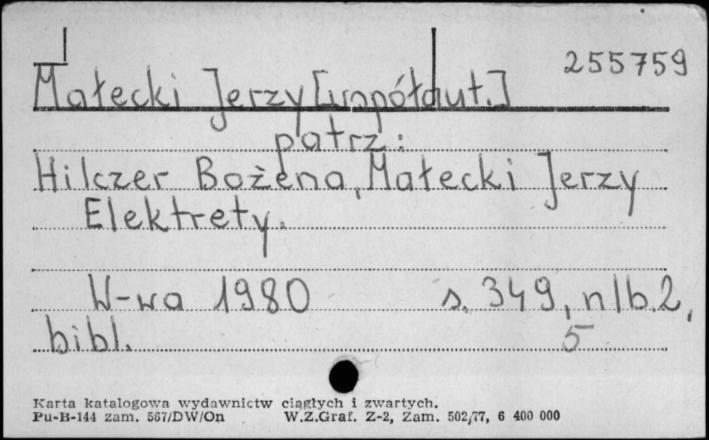 255759
Małecki Jerzy [współaut.]
patrz:
Hilczer Bożena, Małecki Jerzy
Elektrety.
W-wa 1980 s. 349, nlb. 2,
bibl. 5
Karta katalogowa wydawnictw ciągłych i zwartych.
Pu-B-144 zam. 567/DW/On W.Z.Graf. Z-2, Zam. 502/77, 6 400 000